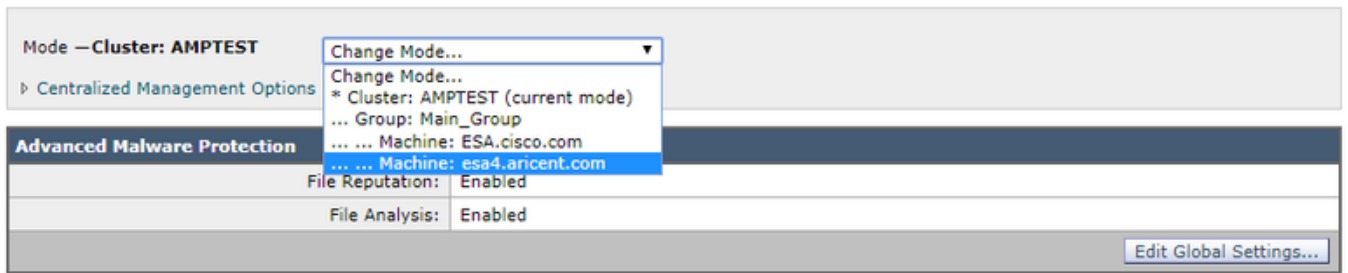 Mode —Cluster: AMPTEST
Change Mode...
▼
Change Mode...
* Cluster: AMPTEST (current mode)
... Group: Main_Group
... ... Machine: ESA.cisco.com
... ... Machine: esa4.aricent.com
▷ Centralized Management Options
Advanced Malware Protection
File Reputation: Enabled
File Analysis: Enabled
Edit Global Settings...